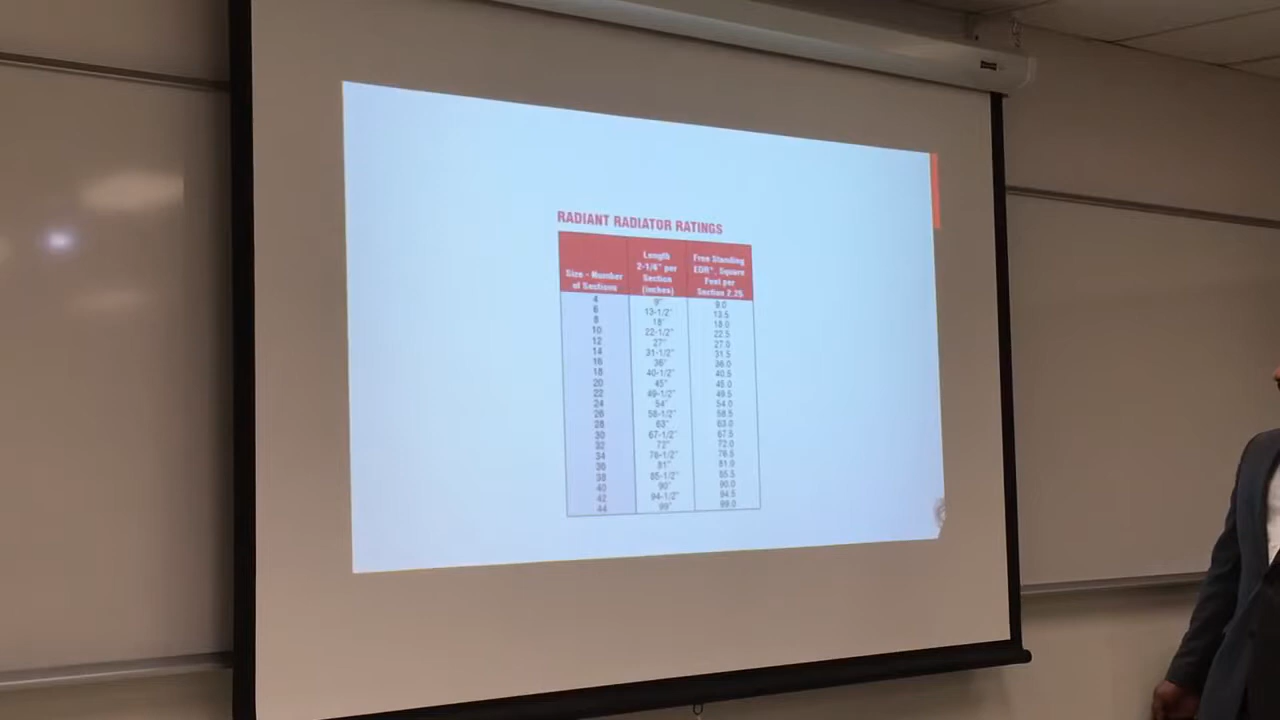 RADIANT RADIATOR RATINGS
Size - Number of Sections
Length 2-1/4" per Section (inches)
Free Standing EDR*, Square Feet per Section 2.25
4 9" 9.0
6 13-1/2" 13.5
8 18" 18.0
10 22-1/2" 22.5
12 27" 27.0
14 31-1/2" 31.5
16 36" 36.0
18 40-1/2" 40.5
20 45" 45.0
22 49-1/2" 49.5
24 54" 54.0
26 58-1/2" 58.5
28 63" 63.0
30 67-1/2" 67.5
32 72" 72.0
34 76-1/2" 76.5
36 81" 81.0
38 85-1/2" 85.5
40 90" 90.0
42 94-1/2" 94.5
44 99" 99.0